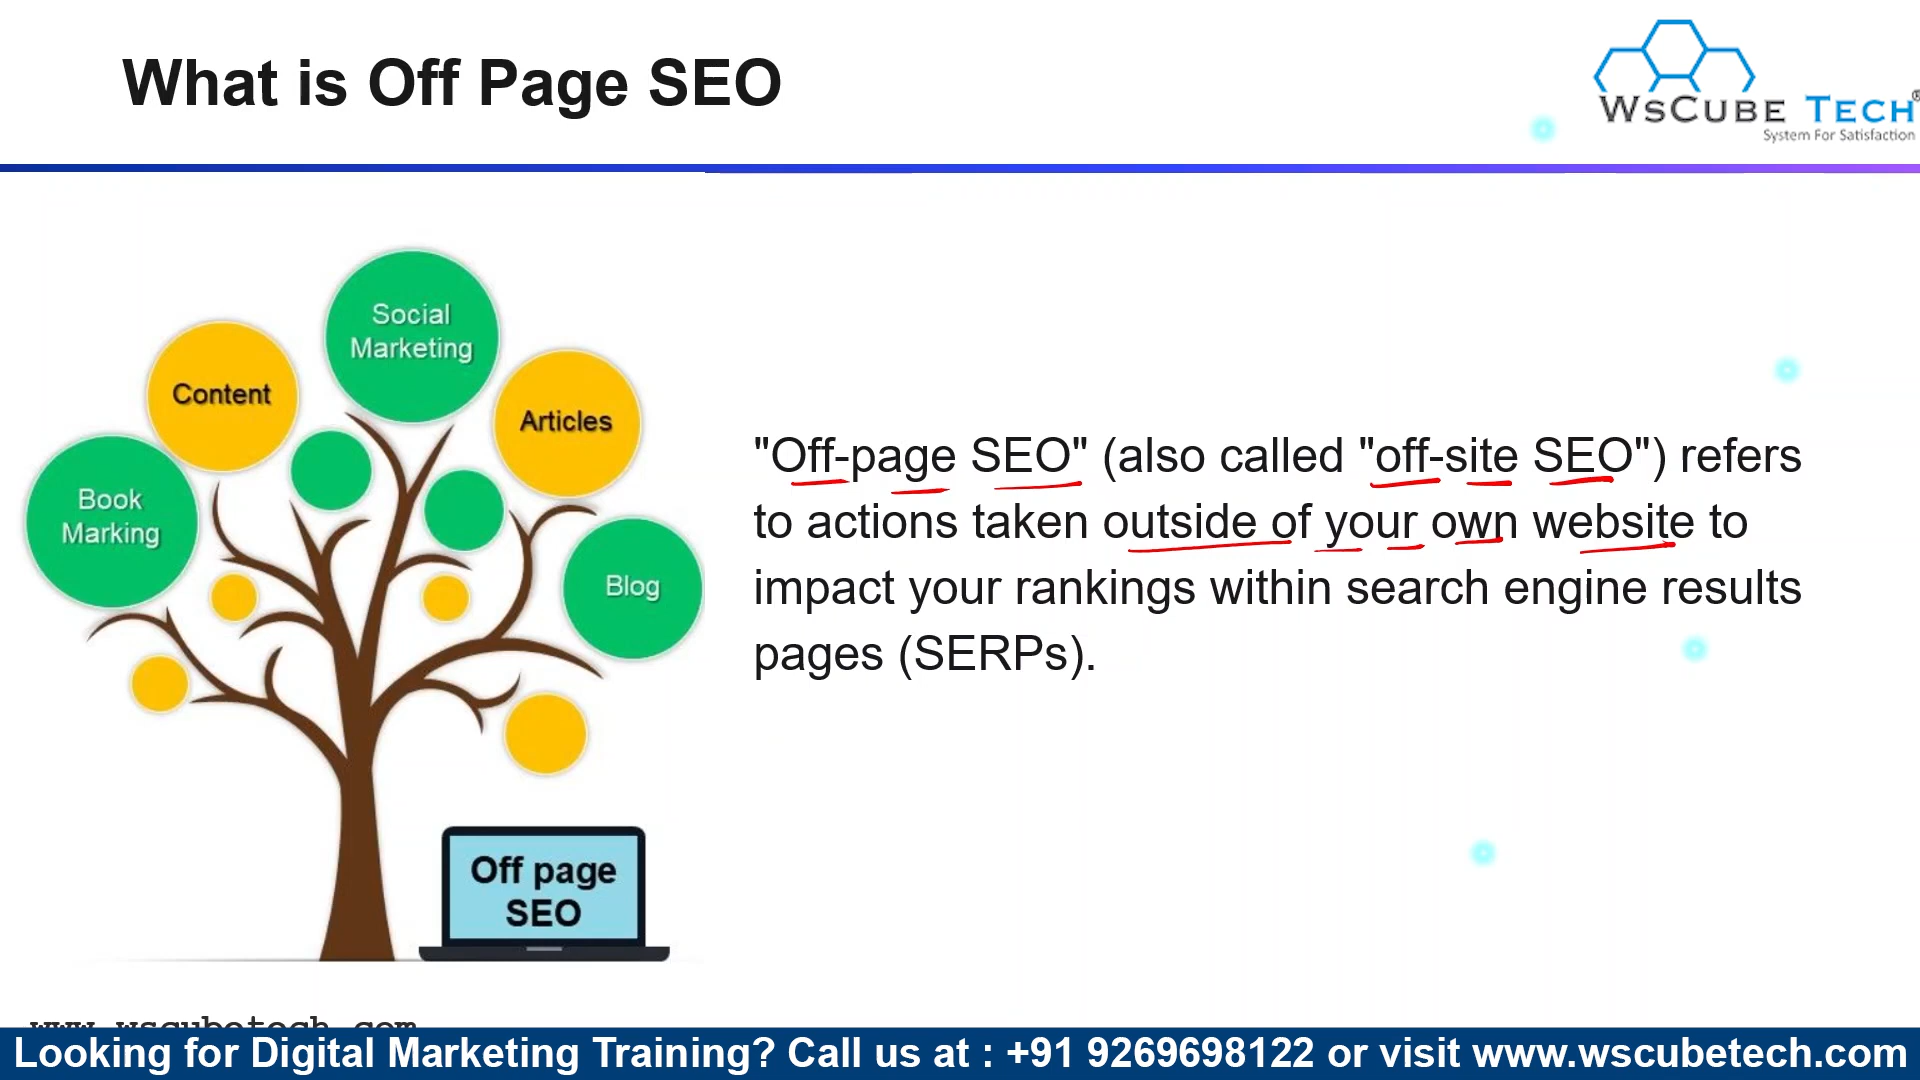 What is Off Page SEO
WSCUBE TECH®
System For Satisfaction
Social
Marketing
Content
Articles
Book
Marking
Blog
"Off-page SEO" (also called "off-site SEO") refers
to actions taken outside of your own website to
impact your rankings within search engine results
pages (SERPs).
Off page
SEO
www.wscubetech.com
Looking for Digital Marketing Training? Call us at : +91 9269698122 or visit www.wscubetech.com